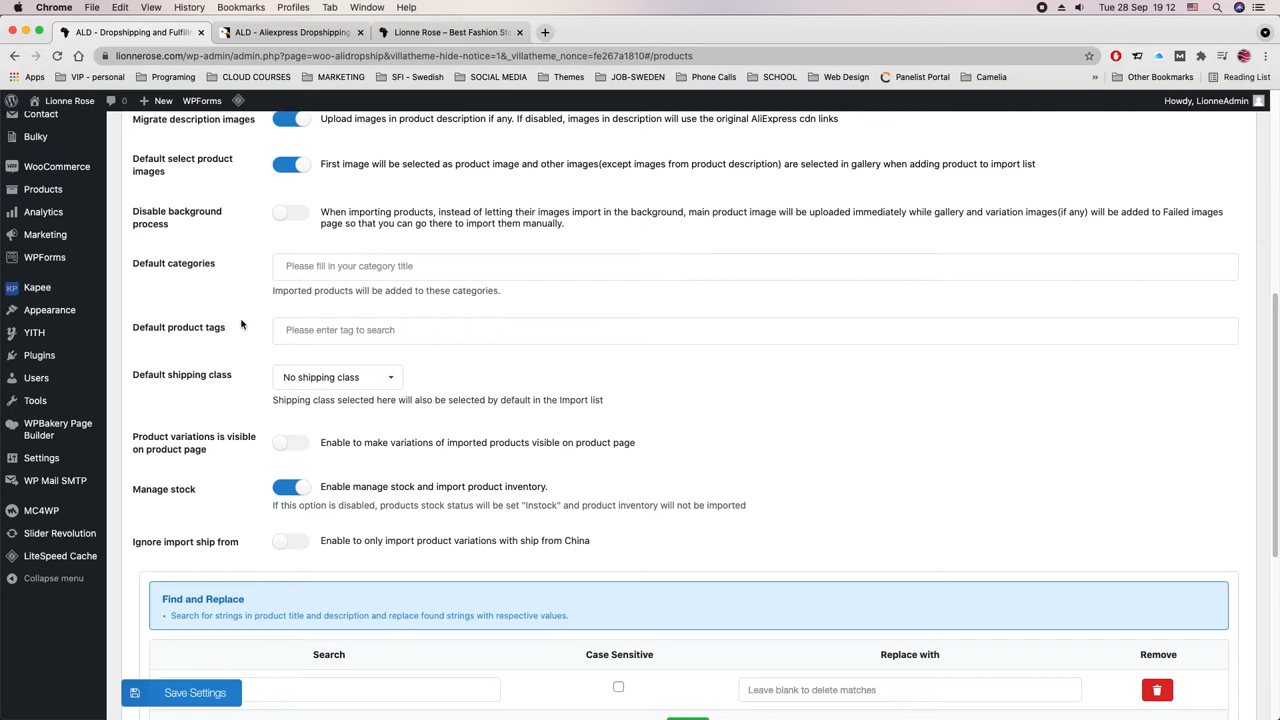 Chrome File Edit View History Bookmarks Profiles Tab Window Help Tue 28 Sep 19 12
ALD - Dropshipping and Fulfilln ALD - Aliexpress Dropshipping Lionne Rose – Best Fashion Sto
lionnerose.com/wp-admin/admin.php?page=woo-alidropship&villatheme-hide-notice=1&_villatheme_nonce=fe267a1810#/products
Apps VIP - personal Programing CLOUD COURSES MARKETING SFI - Swedish SOCIAL MEDIA Themes JOB-SWEDEN Phone Calls SCHOOL Web Design Panelist Portal Camelia » Other Bookmarks Reading List
Lionne Rose 0 New WPForms Howdy, LionneAdmin
Contact
Bulky
WooCommerce
Products
Analytics
Marketing
WPForms
KP Kapee
Appearance
YITH
Plugins
Users
Tools
WPBakery Page
Builder
Settings
WP Mail SMTP
MC4WP
Slider Revolution
LiteSpeed Cache
Collapse menu
Migrate description images Upload images in product description if any. If disabled, images in description will use the original AliExpress cdn links
Default select product
images
First image will be selected as product image and other images(except images from product description) are selected in gallery when adding product to import list
Disable background
process
When importing products, instead of letting their images import in the background, main product image will be uploaded immediately while gallery and variation images(if any) will be added to Failed images
page so that you can go there to import them manually.
Default categories Please fill in your category title
Imported products will be added to these categories.
Default product tags Please enter tag to search
Default shipping class No shipping class
Shipping class selected here will also be selected by default in the Import list
Product variations is visible
on product page
Enable to make variations of imported products visible on product page
Manage stock Enable manage stock and import product inventory.
If this option is disabled, products stock status will be set "Instock" and product inventory will not be imported
Ignore import ship from Enable to only import product variations with ship from China
Find and Replace
• Search for strings in product title and description and replace found strings with respective values.
Search Case Sensitive Replace with Remove
Leave blank to delete matches
Save Settings